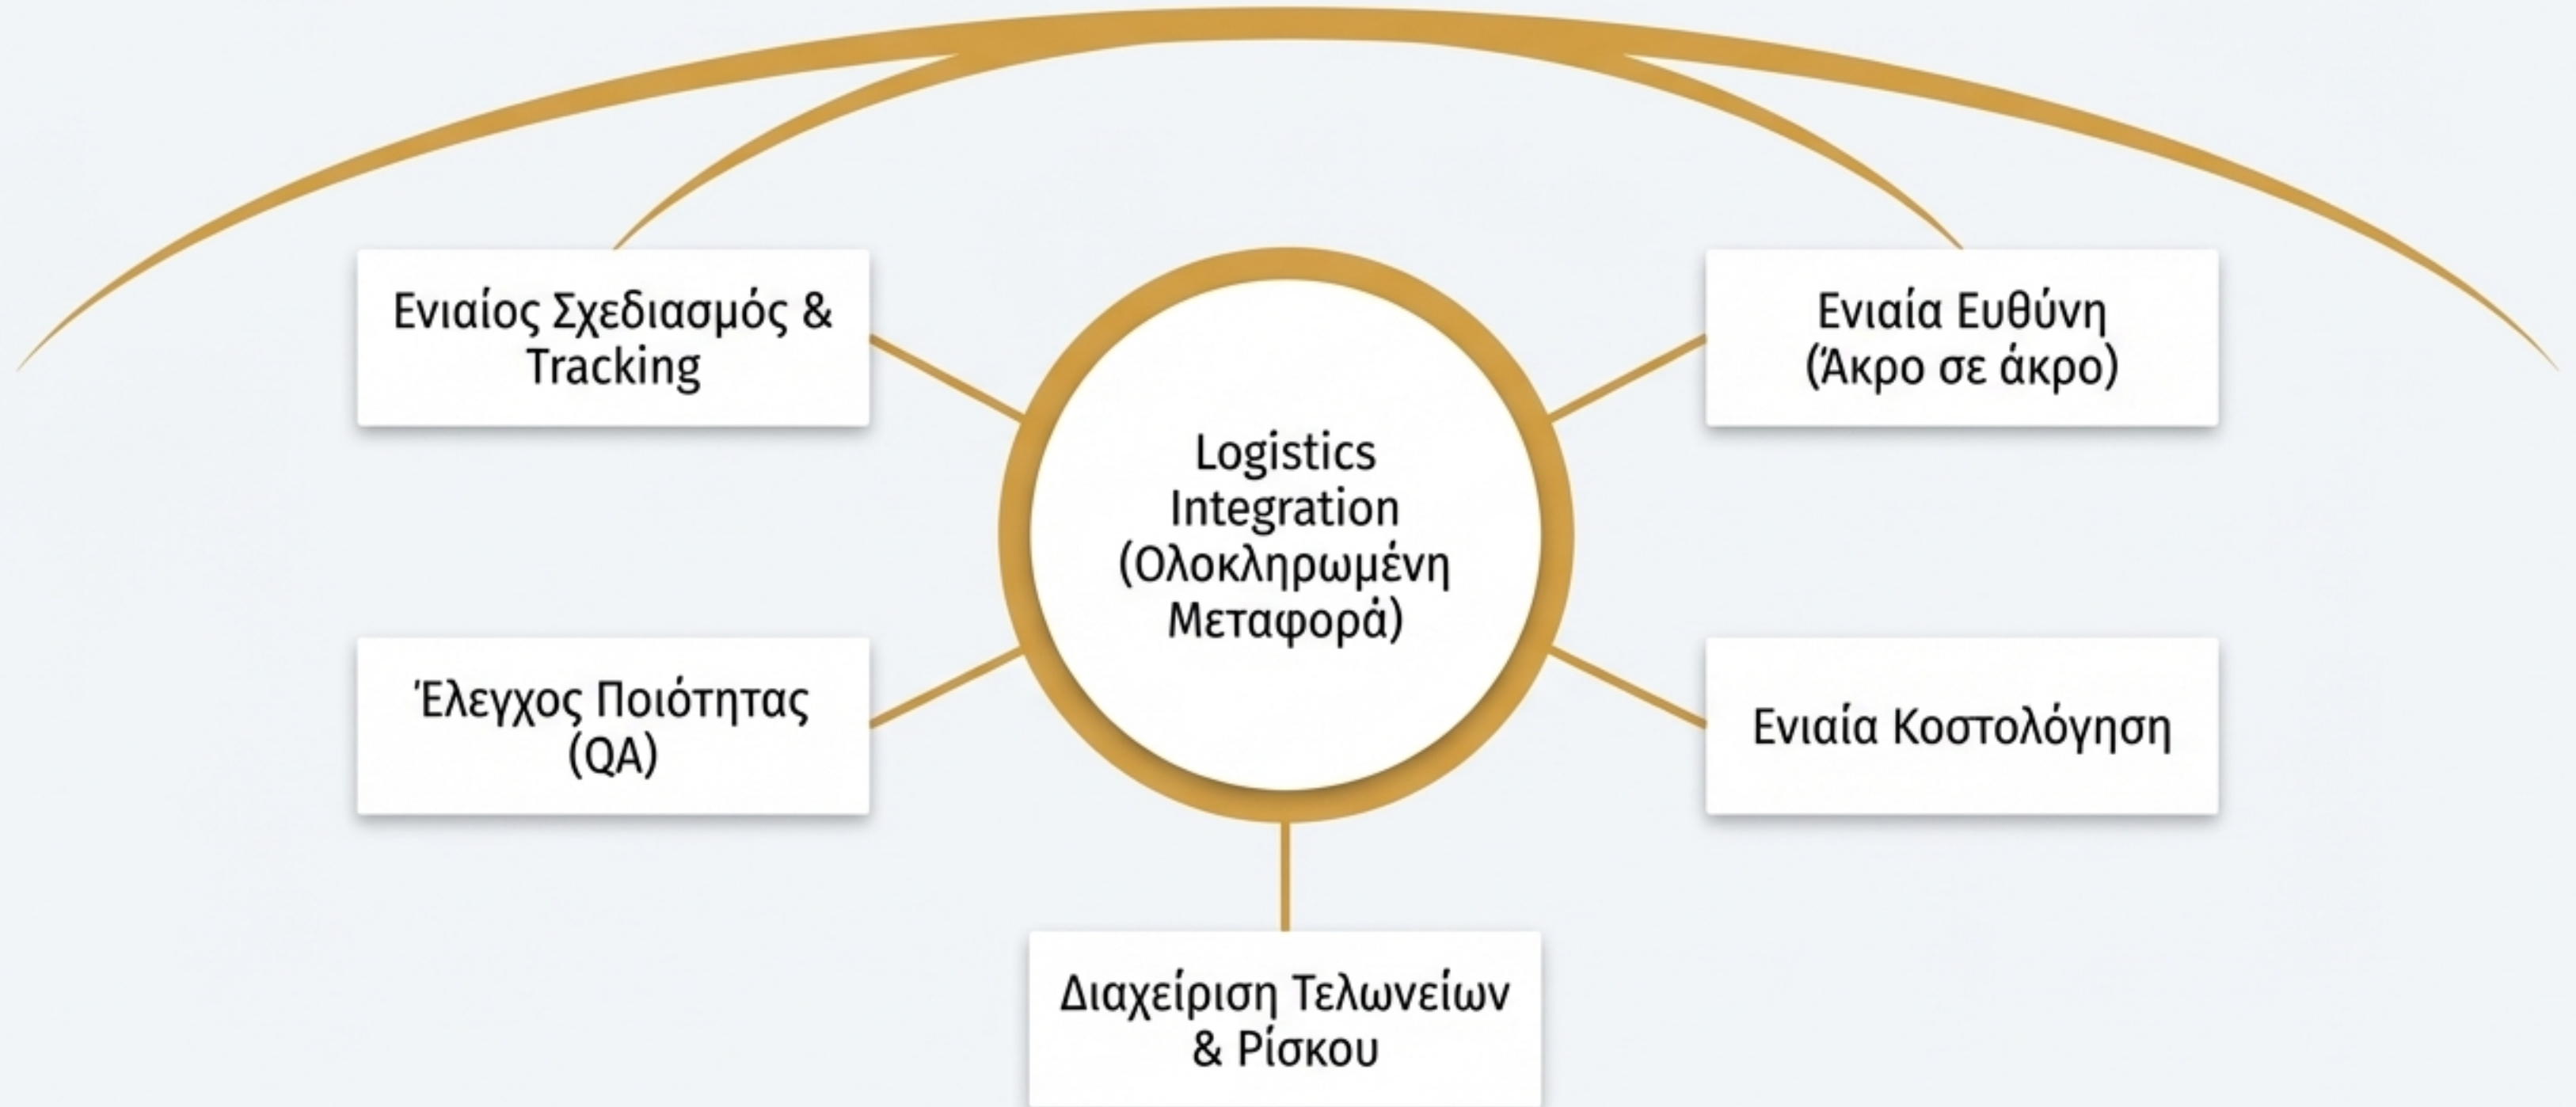 Ενιαίος Σχεδιασμός &
Tracking
Ενιαία Ευθύνη
(Άκρο σε άκρο)
Logistics
Integration
(Ολοκληρωμένη
Μεταφορά)
Έλεγχος Ποιότητας
(QA)
Ενιαία Κοστολόγηση
Διαχείριση Τελωνείων
& Ρίσκου